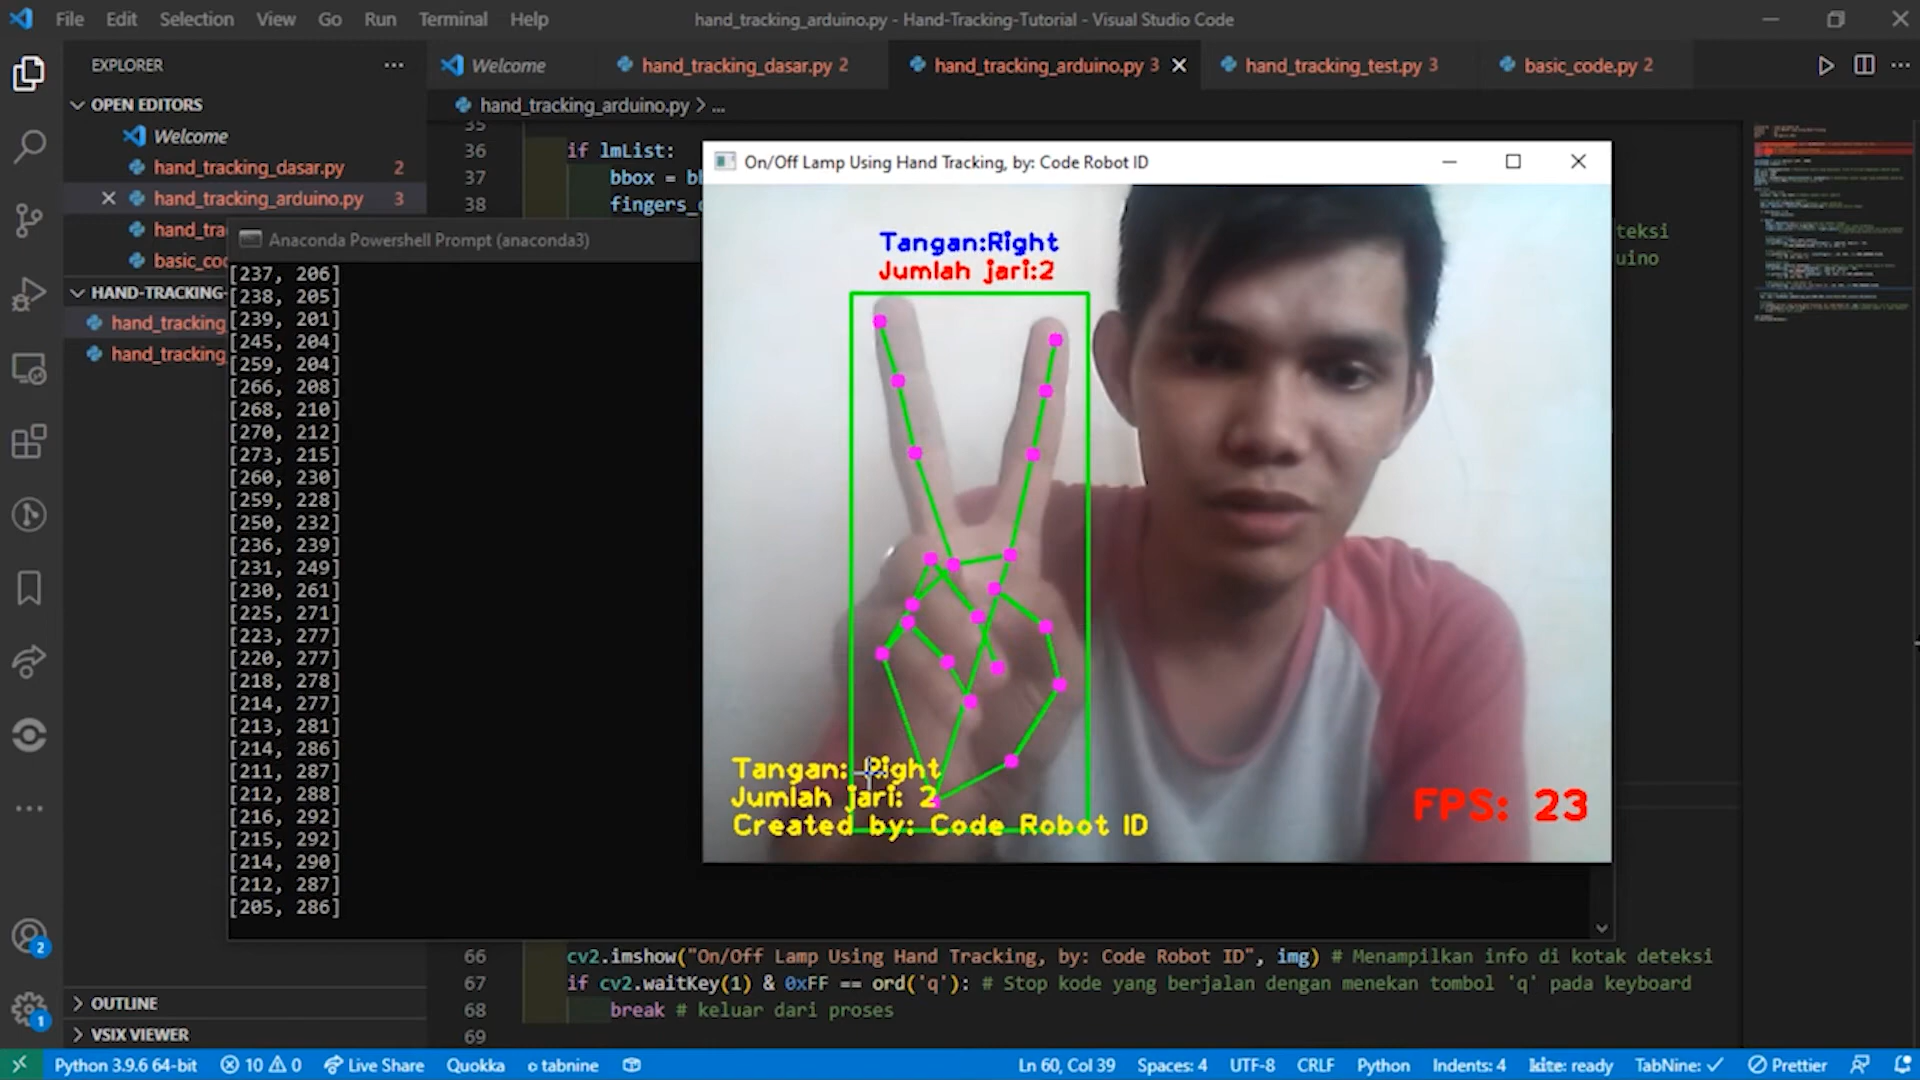 File Edit Selection View Go Run Terminal Help
hand_tracking_arduino.py - Hand-Tracking-Tutorial - Visual Studio Code
EXPLORER
Welcome
hand_tracking_dasar.py 2
hand_tracking_arduino.py 3
hand_tracking_test.py 3
basic_code.py 2
OPEN EDITORS
Welcome
hand_tracking_dasar.py 2
hand_tracking_arduino.py 3
hand_tra
basic_co
HAND-TRACKING-
hand_tracking
hand_tracking_
hand_tracking_arduino.py > ...
35
36 if lmList:
37 bbox = b
38 fingers_
teksi
uino
Anaconda Powershell Prompt (anaconda3)
[237, 206]
[238, 205]
[239, 201]
[245, 204]
[259, 204]
[266, 208]
[268, 210]
[270, 212]
[273, 215]
[260, 230]
[259, 228]
[250, 232]
[236, 239]
[231, 249]
[230, 261]
[225, 271]
[223, 277]
[220, 277]
[218, 278]
[214, 277]
[213, 281]
[214, 286]
[211, 287]
[212, 288]
[216, 292]
[215, 292]
[214, 290]
[212, 287]
[205, 286]
On/Off Lamp Using Hand Tracking, by: Code Robot ID
Tangan:Right
Jumlah jari:2
Tangan: Right
Jumlah jari: 2
Created by: Code Robot ID
FPS: 23
66 cv2.imshow("On/Off Lamp Using Hand Tracking, by: Code Robot ID", img) # Menampilkan info di kotak deteksi
67 if cv2.waitKey(1) & 0xFF == ord('q'): # Stop kode yang berjalan dengan menekan tombol 'q' pada keyboard
68 break # keluar dari proses
69
OUTLINE
VSIX VIEWER
2
1
Python 3.9.6 64-bit 10 0 Live Share Quokka tabnine Ln 60, Col 39 Spaces: 4 UTF-8 CRLF Python Indents: 4 kite: ready TabNine: Prettier